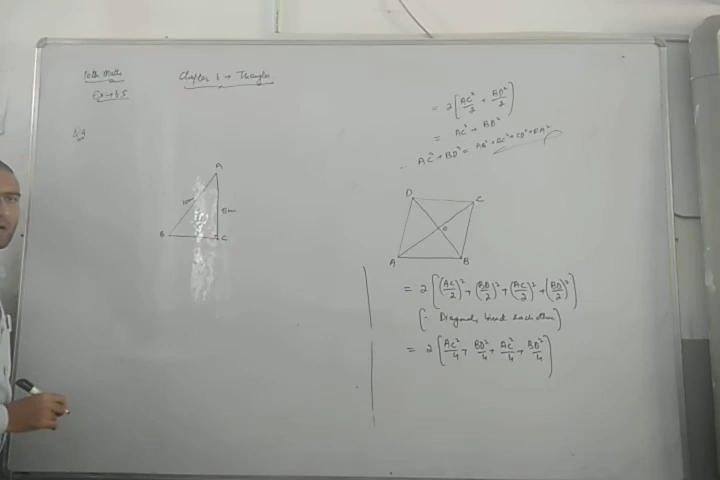 10th Maths
Chapter 6 → Triangles
Ex → 6.5
A
10m
8m
B
C
= 2[AC²/2 + BD²/2]
= AC² + BD²
∴ AC² + BD² = AB² + BC² + CD² + DA²
D
C
O
A
B
= 2[(AC/2)² + (BD/2)² + (AC/2)² + (BD/2)²]
(∵ Diagonals bisect each other)
= 2[AC²/4 + BD²/4 + AC²/4 + BD²/4]